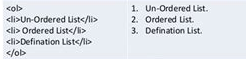 <ol>
<li>Un-Ordered List</li>
<li> Ordered List</li>
<li>Defination List</li>
</ol>
1. Un-Ordered List.
2. Ordered List.
3. Defination List.